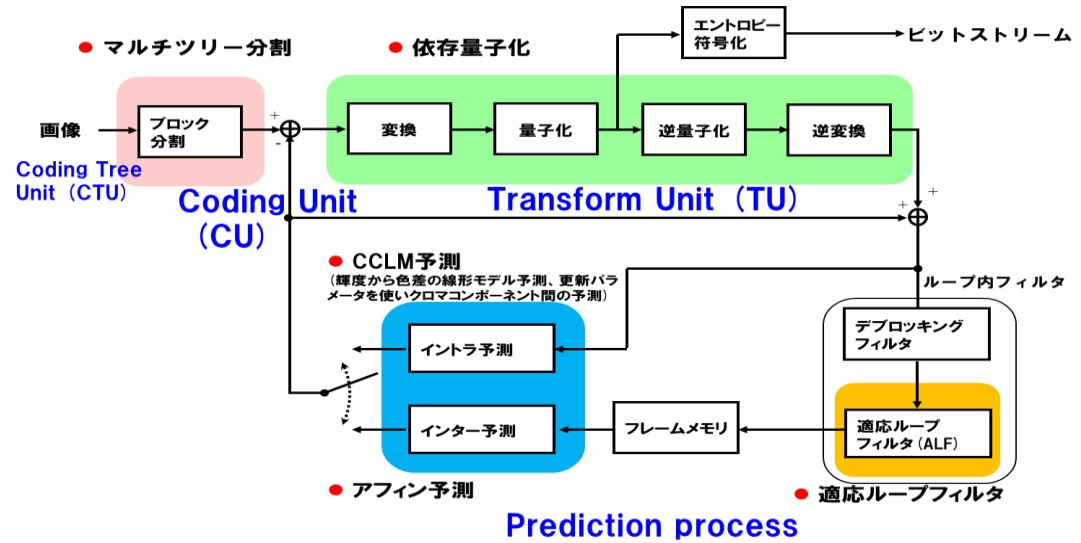 エントロピー
符号化
ビットストリーム
● マルチツリー分割
● 依存量子化
画像
ブロック
分割
+
-
変換
量子化
逆量子化
逆変換
Coding Tree
Unit（CTU）
Coding Unit
（CU）
Transform Unit（TU）
+
+
● CCLM予測
（輝度から色差の線形モデル予測、更新パラ
メータを使いクロマコンポーネント間の予測）
ループ内フィルタ
イントラ予測
デブロッキング
フィルタ
インター予測
フレームメモリ
適応ループ
フィルタ（ALF）
● アフィン予測
● 適応ループフィルタ
Prediction process